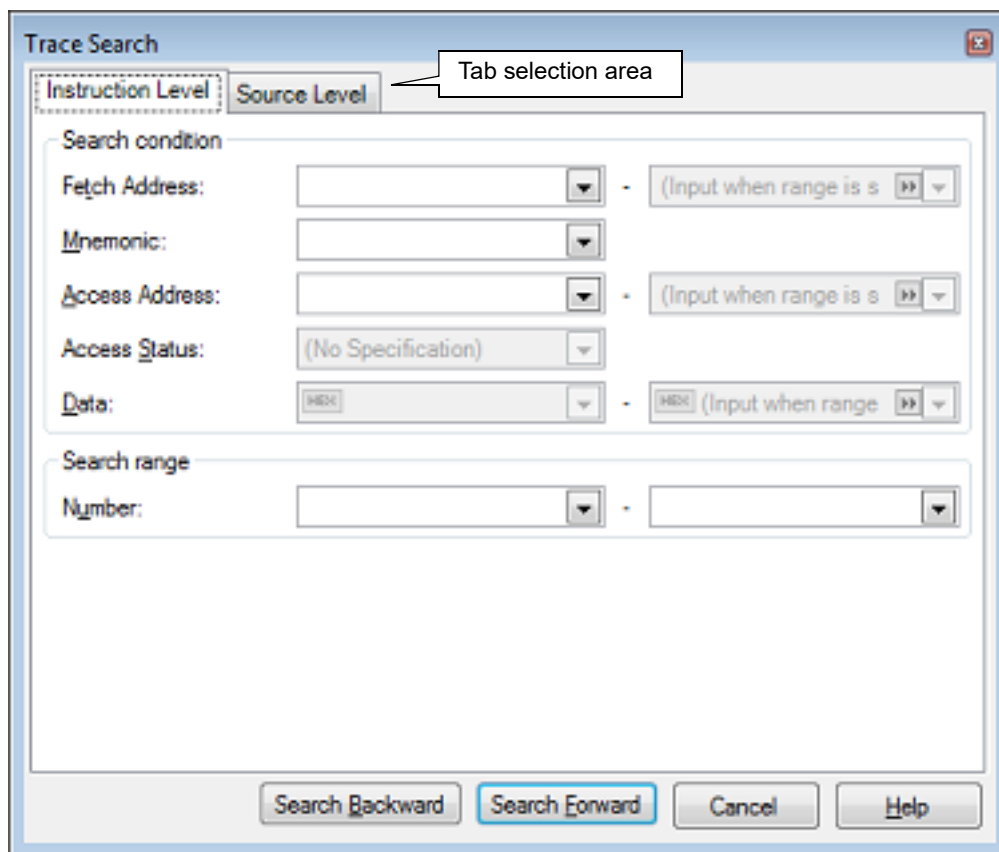 Trace Search
Tab selection area
Instruction Level Source Level
Search condition
Fetch Address: - (Input when range is s
Mnemonic:
Access Address: - (Input when range is s
Access Status: (No Specification)
Data: HEX - HEX (Input when range
Search range
Number: -
Search Backward Search Forward Cancel Help